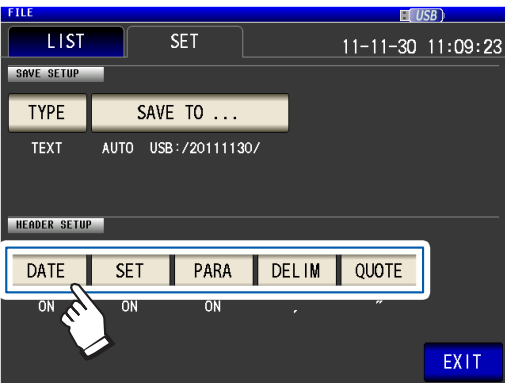 FILE USB
LIST SET 11-11-30 11:09:23
SAVE SETUP
TYPE SAVE TO ...
TEXT AUTO USB:/20111130/
HEADER SETUP
DATE SET PARA DELIM QUOTE
ON ON ON , "
EXIT